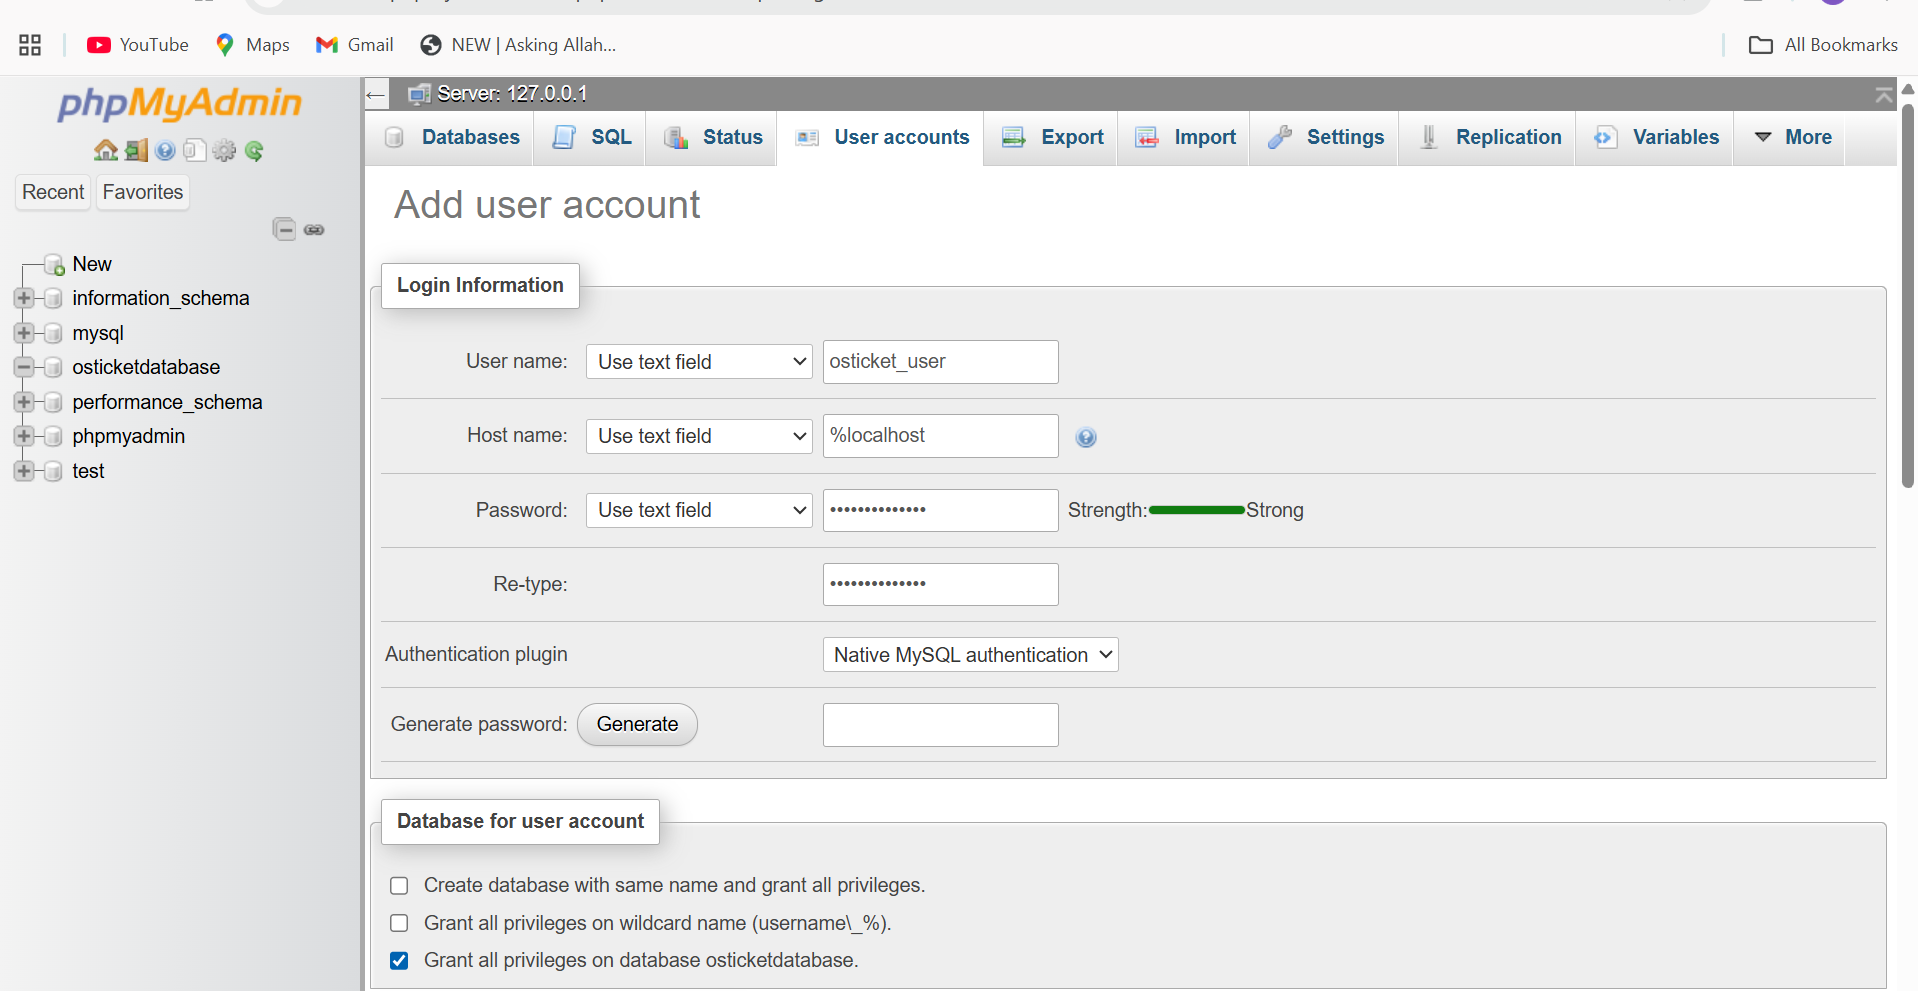 YouTube Maps Gmail NEW | Asking Allah... All Bookmarks
phpMyAdmin
Recent Favorites
New
information_schema
mysql
osticketdatabase
performance_schema
phpmyadmin
test
Server: 127.0.0.1
Databases SQL Status User accounts Export Import Settings Replication Variables More
Add user account
Login Information
User name: Use text field osticket_user
Host name: Use text field %localhost
Password: Use text field •••••••••••••• Strength: Strong
Re-type: ••••••••••••••
Authentication plugin Native MySQL authentication
Generate password: Generate
Database for user account
Create database with same name and grant all privileges.
Grant all privileges on wildcard name (username\_%).
Grant all privileges on database osticketdatabase.